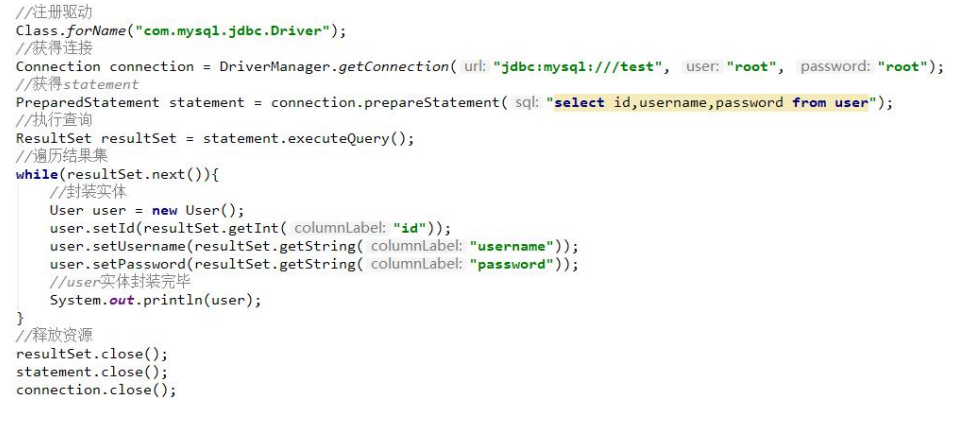 //注册驱动
Class.forName("com.mysql.jdbc.Driver");
//获得连接
Connection connection = DriverManager.getConnection( url: "jdbc:mysql:///test", user: "root", password: "root");
//获得statement
PreparedStatement statement = connection.prepareStatement( sql: "select id,username,password from user");
//执行查询
ResultSet resultSet = statement.executeQuery();
//遍历结果集
while(resultSet.next()){
    //封装实体
    User user = new User();
    user.setId(resultSet.getInt( columnLabel: "id"));
    user.setUsername(resultSet.getString( columnLabel: "username"));
    user.setPassword(resultSet.getString( columnLabel: "password"));
    //user实体封装完毕
    System.out.println(user);
}
//释放资源
resultSet.close();
statement.close();
connection.close();